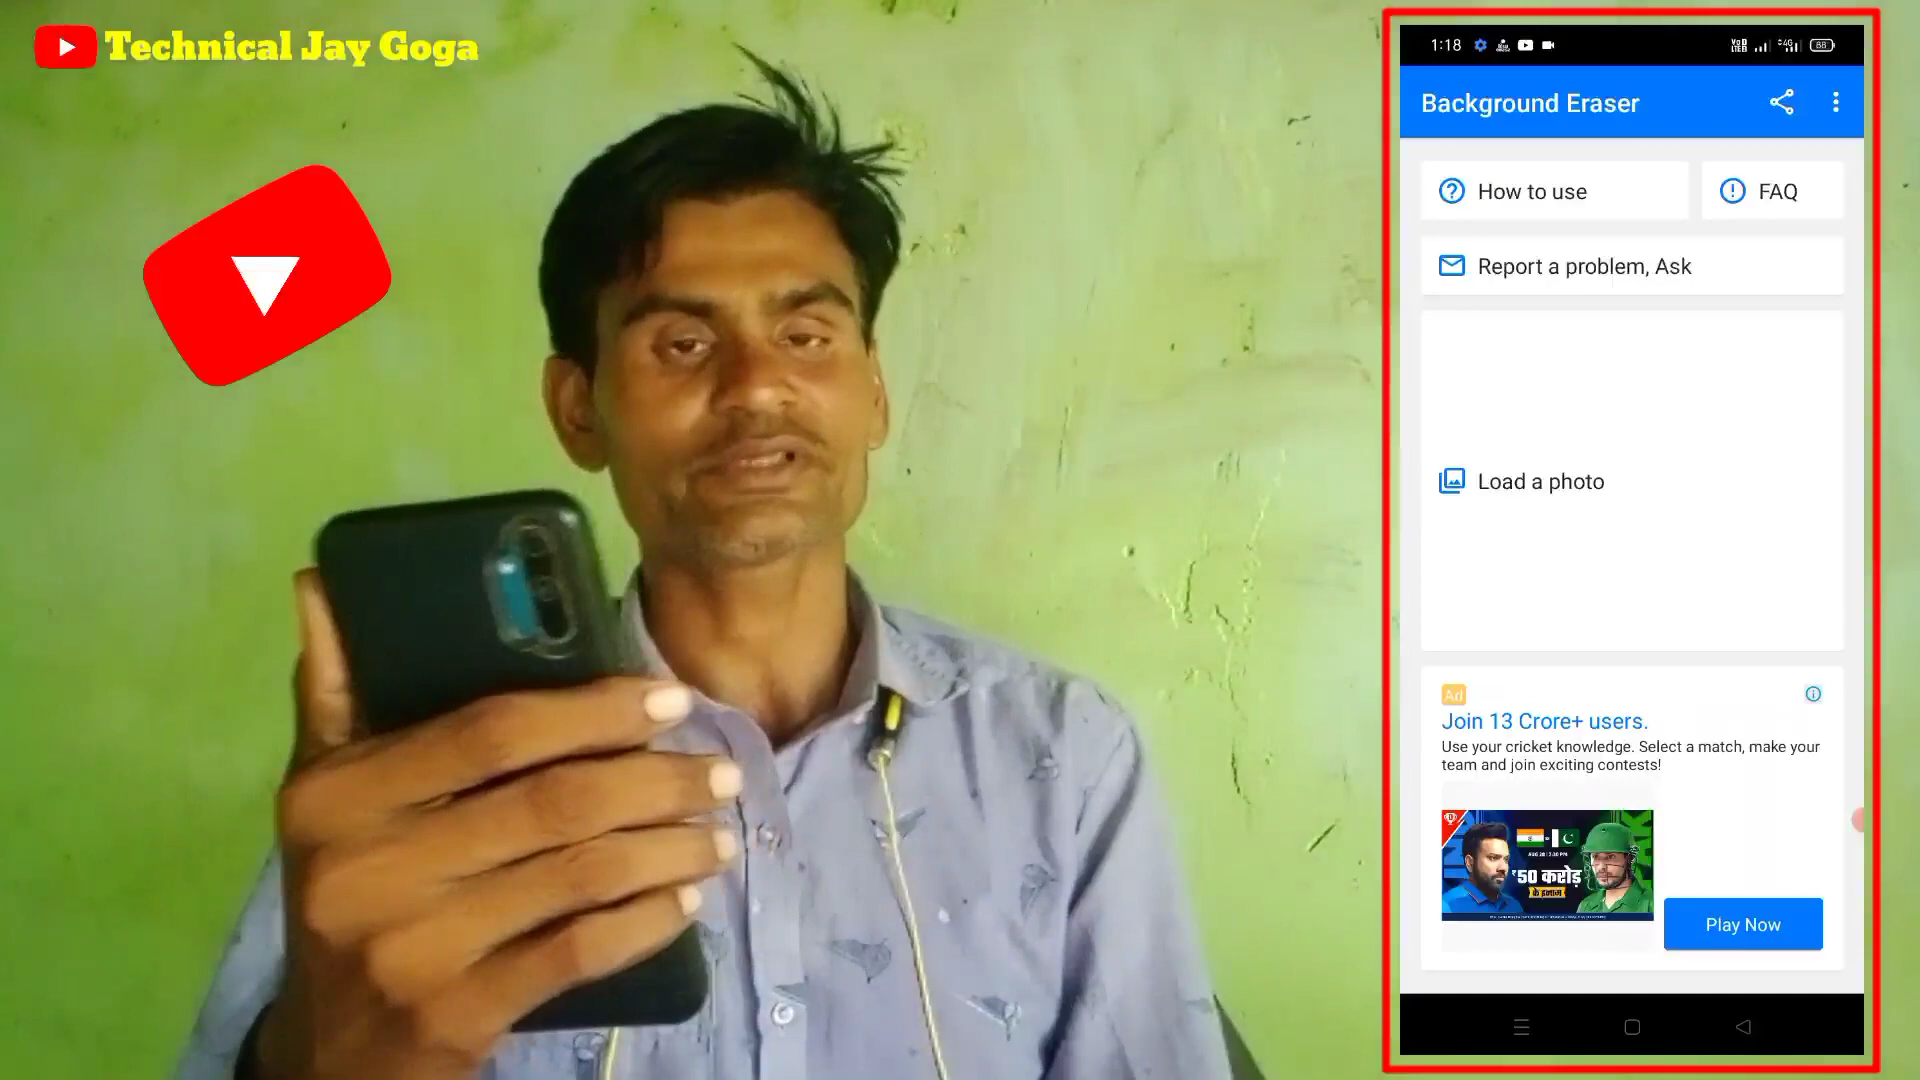 Technical Jay Goga
1:18
88
Background Eraser
How to use
FAQ
Report a problem, Ask
Load a photo
Ad
Join 13 Crore+ users.
Use your cricket knowledge. Select a match, make your
team and join exciting contests!
₹50 करोड़
के इनाम
Play Now